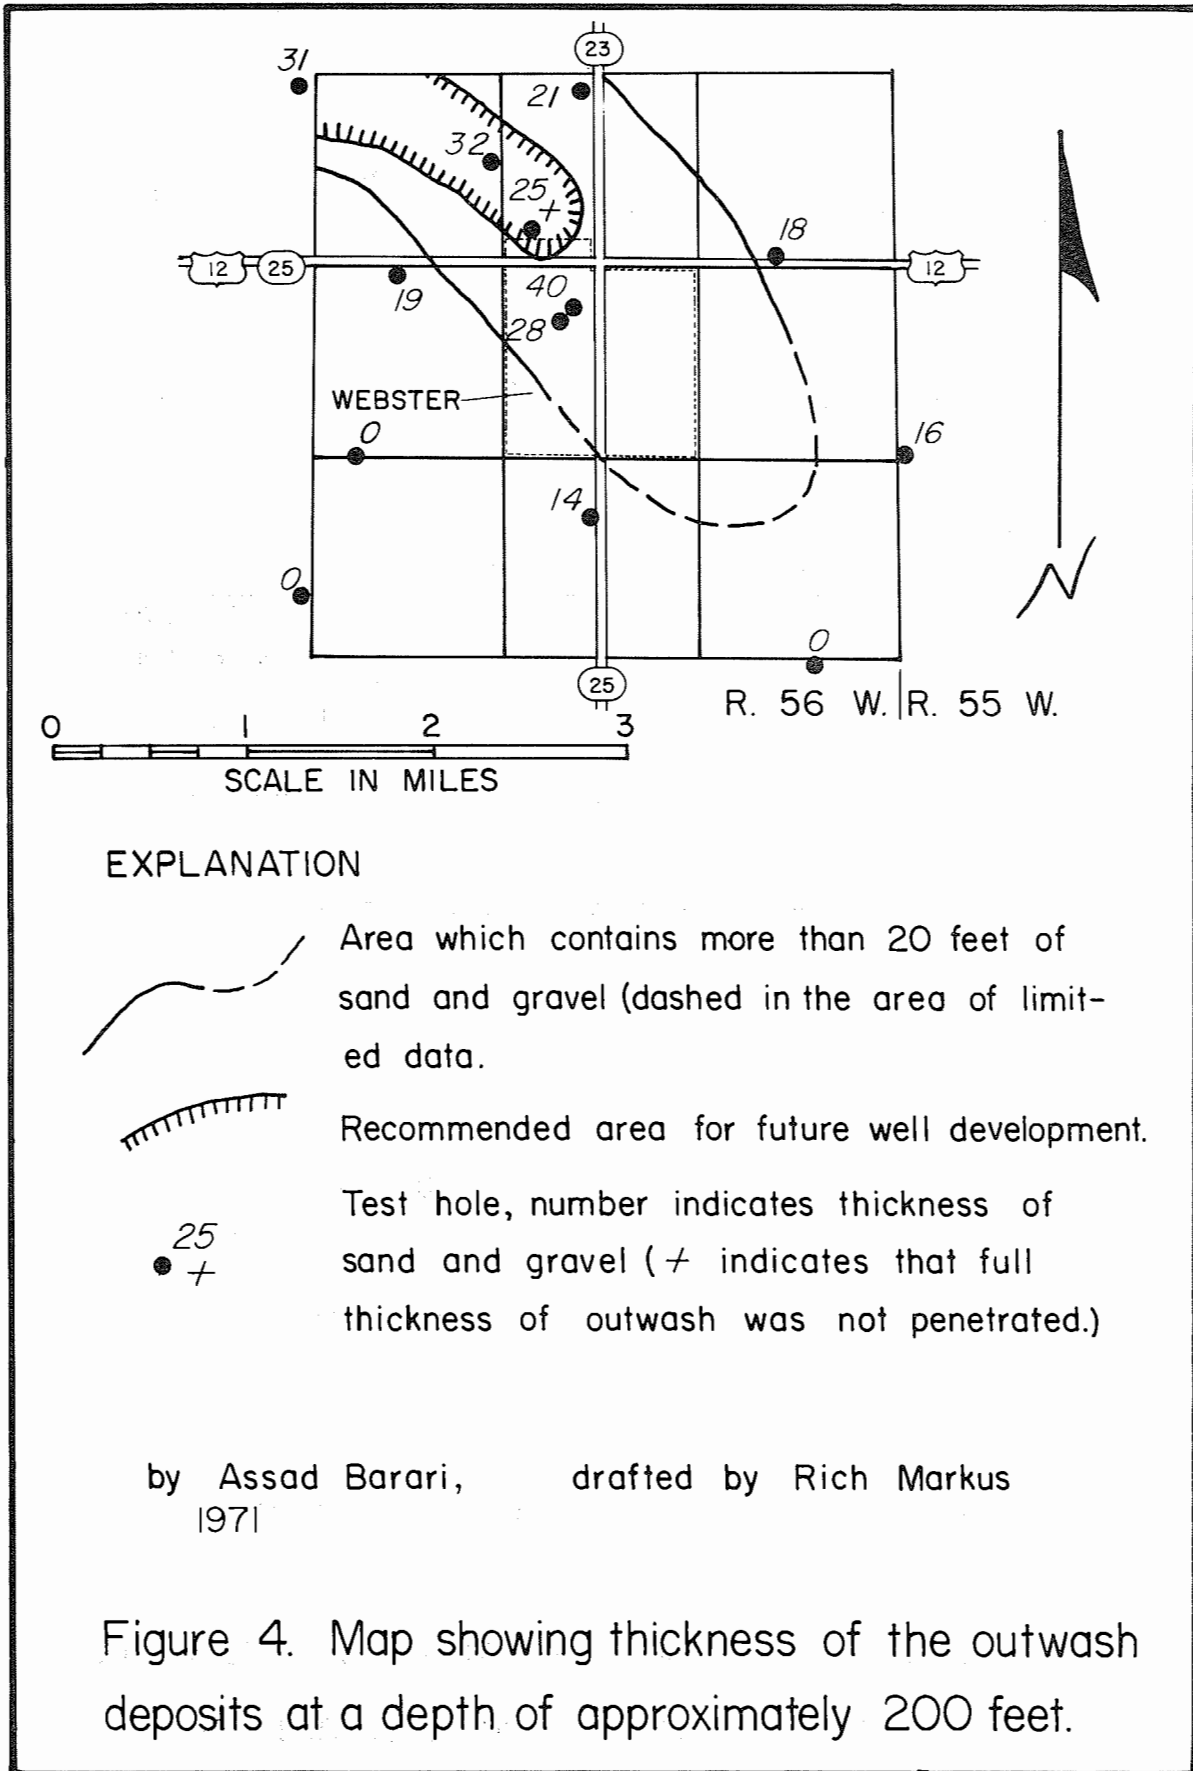 23
31
21
32
25
+
18
12
25
12
19
40
28
WEBSTER
0
16
14
0
0
25
R. 56 W. R. 55 W.
0 1 2 3
SCALE IN MILES
N
EXPLANATION
Area which contains more than 20 feet of
sand and gravel (dashed in the area of limit-
ed data.
Recommended area for future well development.
25
+
Test hole, number indicates thickness of
sand and gravel ( + indicates that full
thickness of outwash was not penetrated.)
by Assad Barari, drafted by Rich Markus
1971
Figure 4. Map showing thickness of the outwash
deposits at a depth of approximately 200 feet.